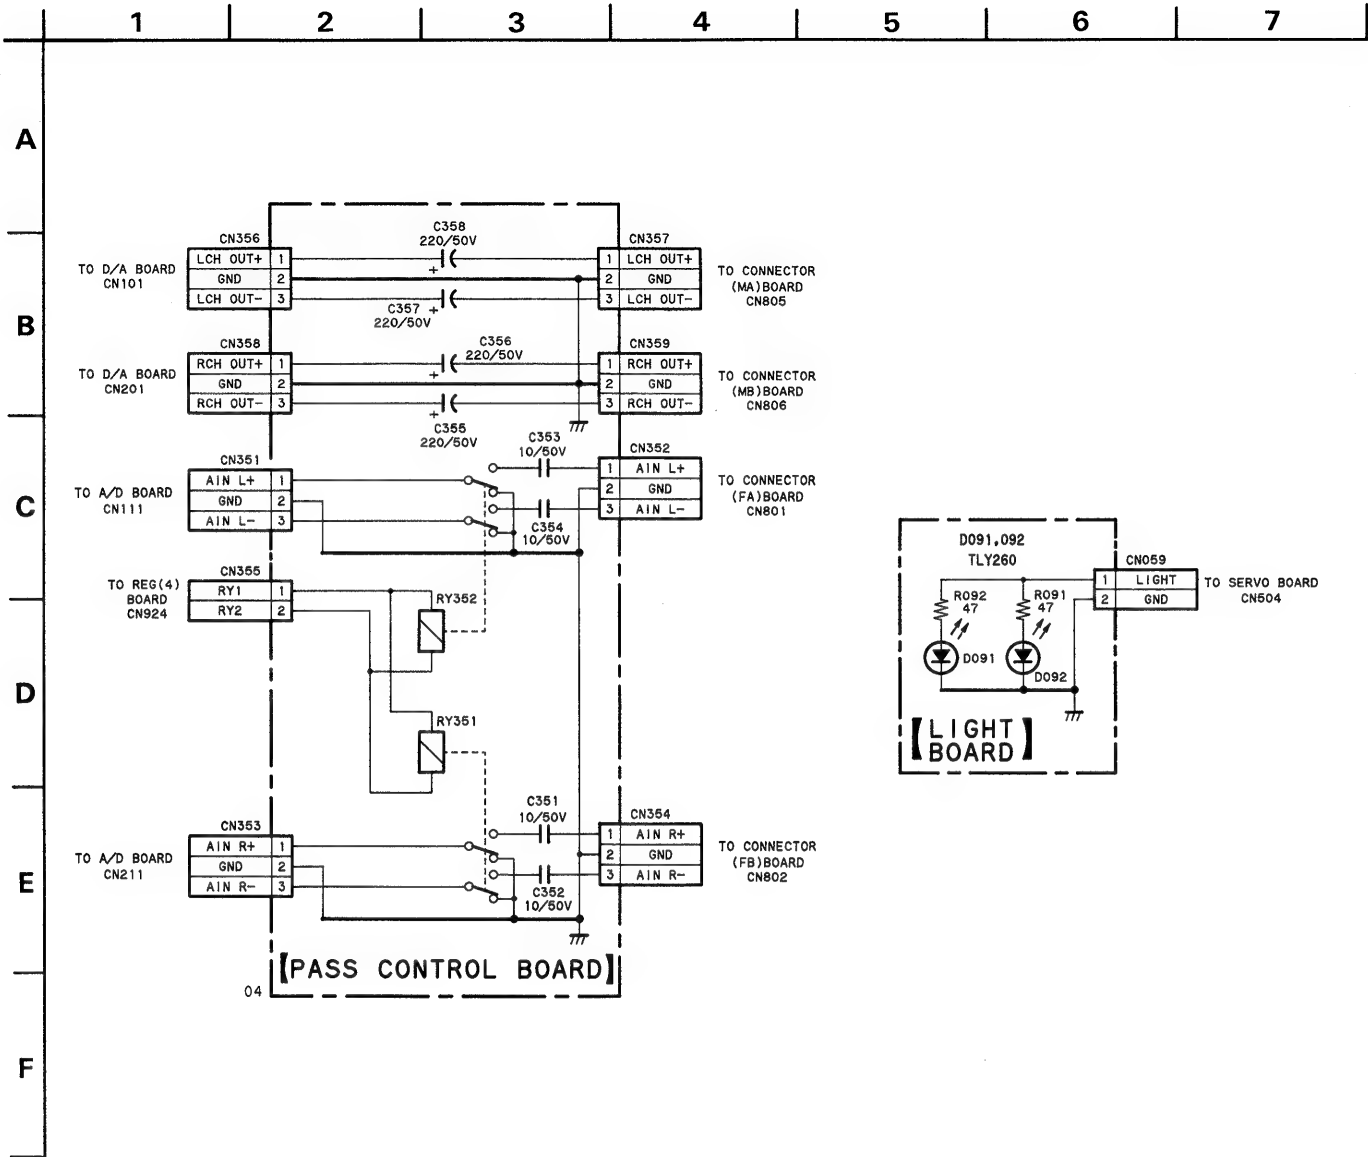 1 2 3 4 5 6 7
A
B
C
D
E
F
CN356
LCH OUT+ 1
GND 2
LCH OUT- 3
TO D/A BOARD
CN101
C358
220/50V
+
C357
220/50V
+
CN357
1 LCH OUT+
2 GND
3 LCH OUT-
TO CONNECTOR
(MA)BOARD
CN805
CN358
RCH OUT+ 1
GND 2
RCH OUT- 3
TO D/A BOARD
CN201
C356
220/50V
+
C355
220/50V
+
CN359
1 RCH OUT+
2 GND
3 RCH OUT-
TO CONNECTOR
(MB)BOARD
CN806
CN351
AIN L+ 1
GND 2
AIN L- 3
TO A/D BOARD
CN111
C353
10/50V
C354
10/50V
CN352
1 AIN L+
2 GND
3 AIN L-
TO CONNECTOR
(FA)BOARD
CN801
CN355
RY1 1
RY2 2
TO REG(4)
BOARD
CN924
RY352
RY351
CN353
AIN R+ 1
GND 2
AIN R- 3
TO A/D BOARD
CN211
C351
10/50V
C352
10/50V
CN354
1 AIN R+
2 GND
3 AIN R-
TO CONNECTOR
(FB)BOARD
CN802
【PASS CONTROL BOARD】
04
D091,092
TLY260
CN059
1 LIGHT
2 GND
TO SERVO BOARD
CN504
R092
47
R091
47
D091
D092
【LIGHT
BOARD】